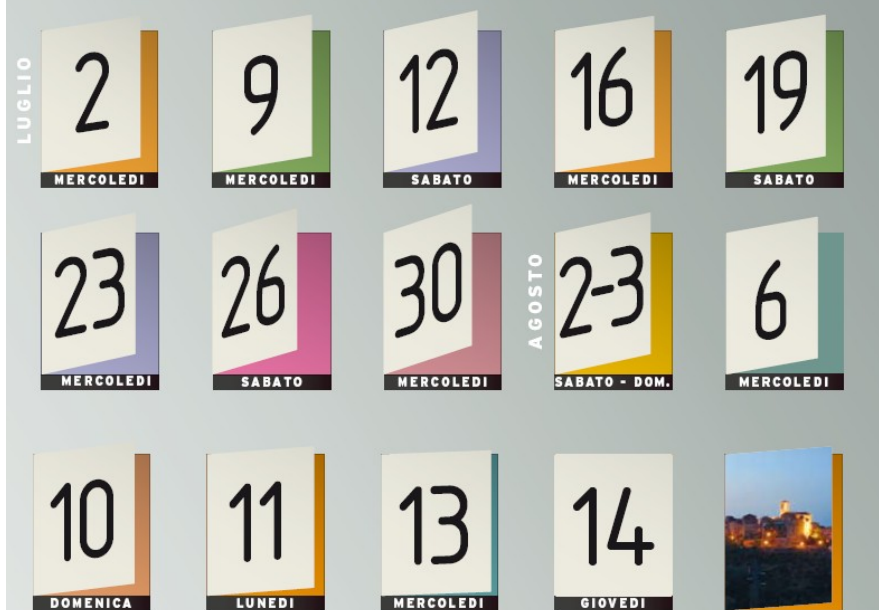 LUGLIO
2
MERCOLEDI
9
MERCOLEDI
12
SABATO
16
MERCOLEDI
19
SABATO
23
MERCOLEDI
26
SABATO
30
MERCOLEDI
AGOSTO
2-3
SABATO - DOM.
6
MERCOLEDI
10
DOMENICA
11
LUNEDI
13
MERCOLEDI
14
GIOVEDI